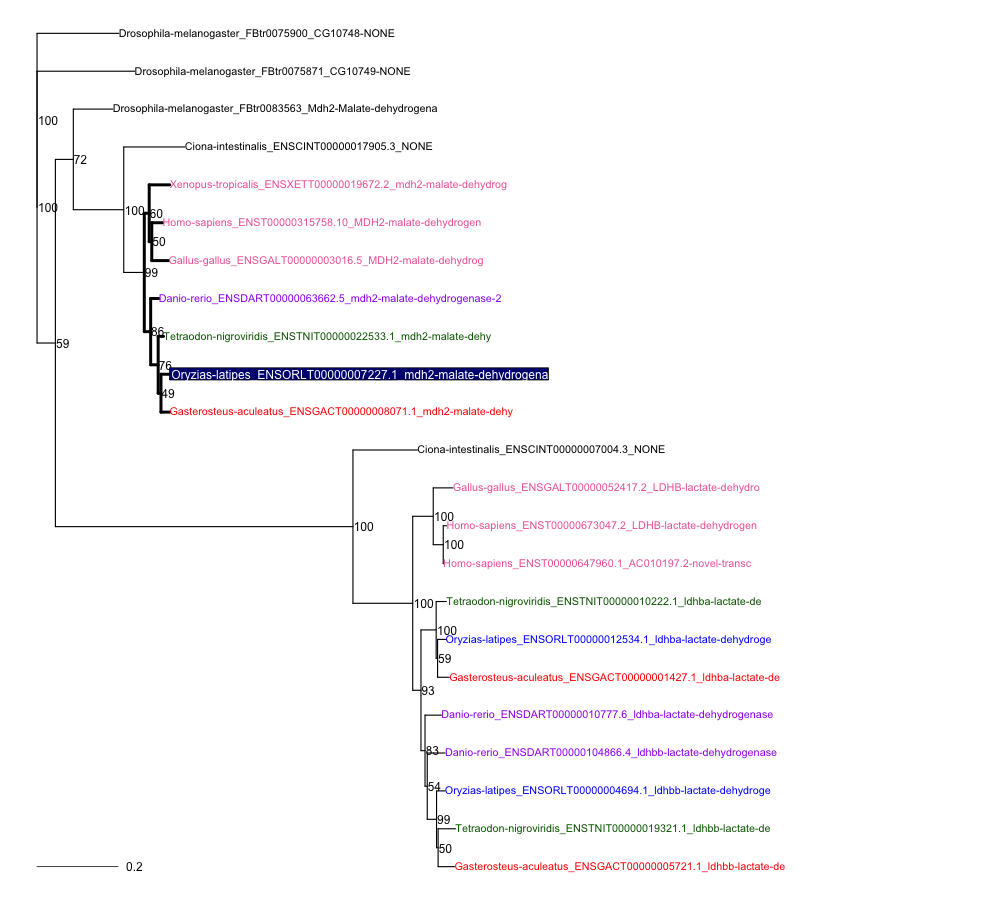 Drosophila-melanogaster_FBtr0075900_CG10748-NONE
Drosophila-melanogaster_FBtr0075871_CG10749-NONE
Drosophila-melanogaster_FBtr0083563_Mdh2-Malate-dehydrogena
100
Ciona-intestinalis_ENSCINT00000017905.3_NONE
72
Xenopus-tropicalis_ENSXETT00000019672.2_mdh2-malate-dehydrog
100
100
60
Homo-sapiens_ENST00000315758.10_MDH2-malate-dehydrogen
50
Gallus-gallus_ENSGALT00000003016.5_MDH2-malate-dehydrog
99
Danio-rerio_ENSDART00000063662.5_mdh2-malate-dehydrogenase-2
86
Tetraodon-nigroviridis_ENSTNIT00000022533.1_mdh2-malate-dehy
59
76
Oryzias-latipes_ENSORLT00000007227.1_mdh2-malate-dehydrogena
49
Gasterosteus-aculeatus_ENSGACT00000008071.1_mdh2-malate-dehy
Ciona-intestinalis_ENSCINT00000007004.3_NONE
Gallus-gallus_ENSGALT00000052417.2_LDHB-lactate-dehydro
100
100
Homo-sapiens_ENST00000673047.2_LDHB-lactate-dehydrogen
100
Homo-sapiens_ENST00000647960.1_AC010197.2-novel-transc
100
Tetraodon-nigroviridis_ENSTNIT00000010222.1_ldhba-lactate-de
100
Oryzias-latipes_ENSORLT00000012534.1_ldhba-lactate-dehydroge
59
Gasterosteus-aculeatus_ENSGACT00000001427.1_ldhba-lactate-de
93
Danio-rerio_ENSDART00000010777.6_ldhba-lactate-dehydrogenase
83
Danio-rerio_ENSDART00000104866.4_ldhbb-lactate-dehydrogenase
54
Oryzias-latipes_ENSORLT00000004694.1_ldhbb-lactate-dehydroge
99
Tetraodon-nigroviridis_ENSTNIT00000019321.1_ldhbb-lactate-de
50
Gasterosteus-aculeatus_ENSGACT00000005721.1_ldhbb-lactate-de
0.2